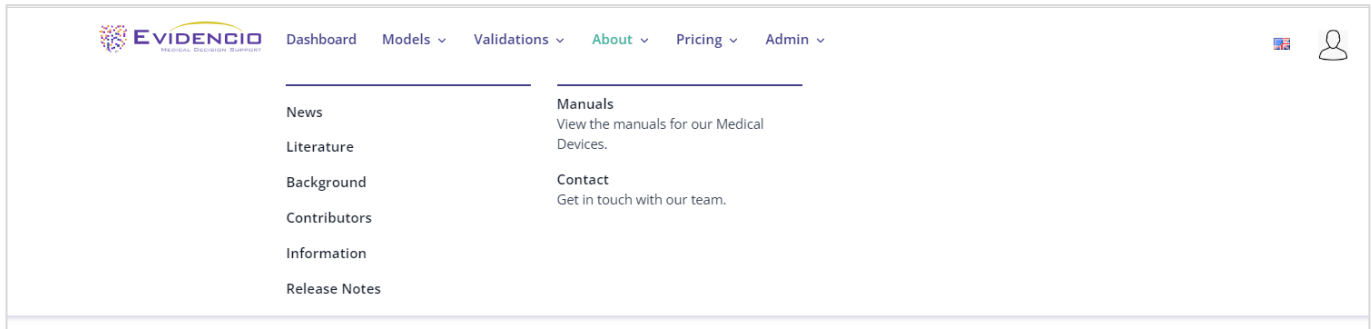 EVIDENCIO
MEDICAL DECISION SUPPORT
Dashboard Models Validations About Pricing Admin
News
Literature
Background
Contributors
Information
Release Notes
Manuals
View the manuals for our Medical
Devices.
Contact
Get in touch with our team.